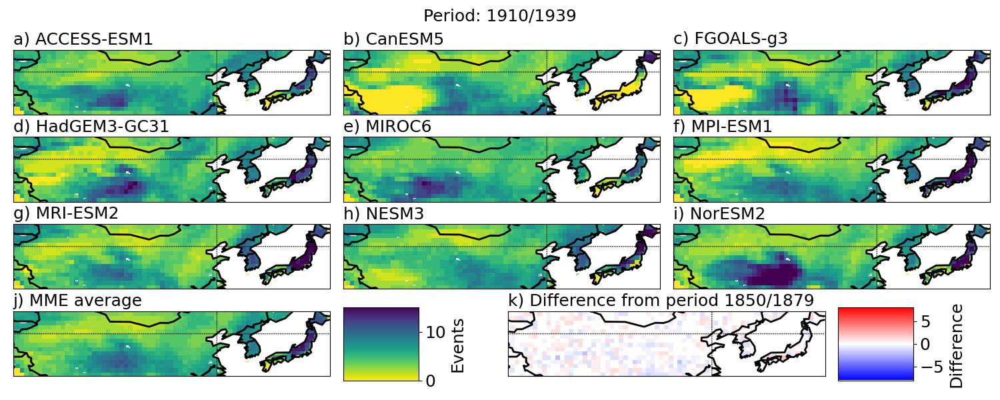 Period: 1910/1939
a) ACCESS-ESM1
b) CanESM5
c) FGOALS-g3
d) HadGEM3-GC31
e) MIROC6
f) MPI-ESM1
g) MRI-ESM2
h) NESM3
i) NorESM2
j) MME average
10
0
Events
k) Difference from period 1850/1879
5
0
−5
Difference